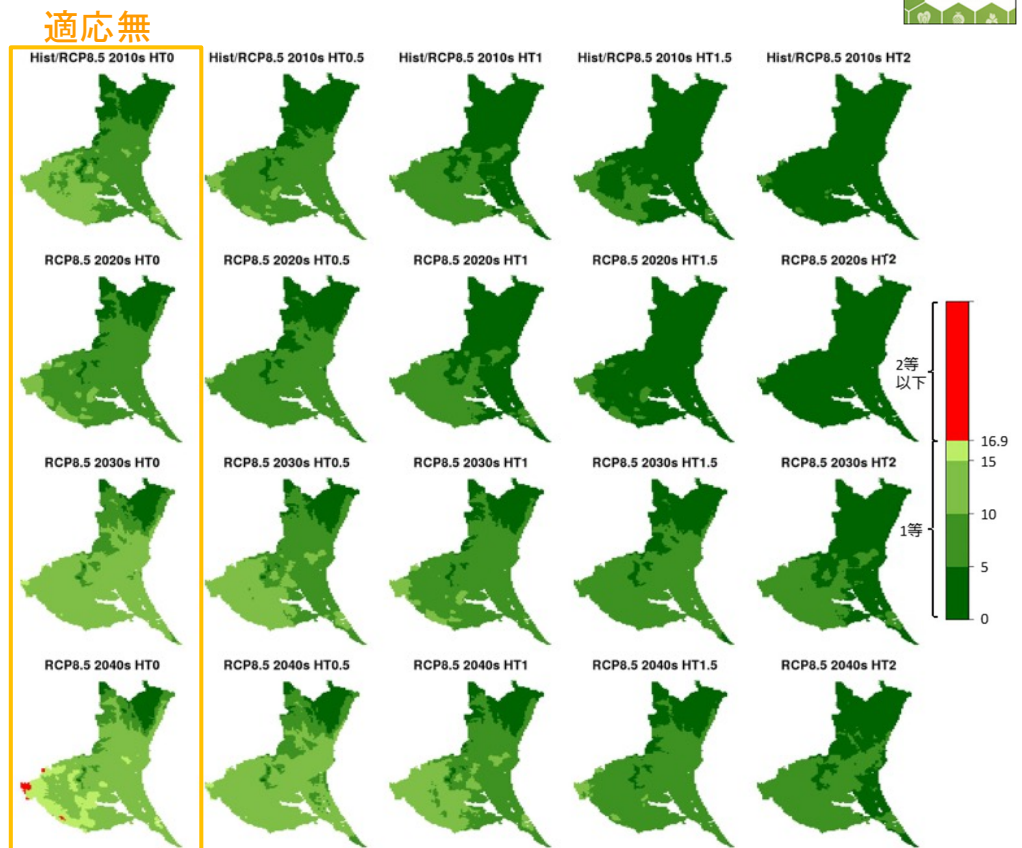 適応無
Hist/RCP8.5 2010s HT0
Hist/RCP8.5 2010s HT0.5
Hist/RCP8.5 2010s HT1
Hist/RCP8.5 2010s HT1.5
Hist/RCP8.5 2010s HT2
RCP8.5 2020s HT0
RCP8.5 2020s HT0.5
RCP8.5 2020s HT1
RCP8.5 2020s HT1.5
RCP8.5 2020s HT2
2等
以下
16.9
15
RCP8.5 2030s HT0
RCP8.5 2030s HT0.5
RCP8.5 2030s HT1
RCP8.5 2030s HT1.5
RCP8.5 2030s HT2
10
1等
5
0
RCP8.5 2040s HT0
RCP8.5 2040s HT0.5
RCP8.5 2040s HT1
RCP8.5 2040s HT1.5
RCP8.5 2040s HT2